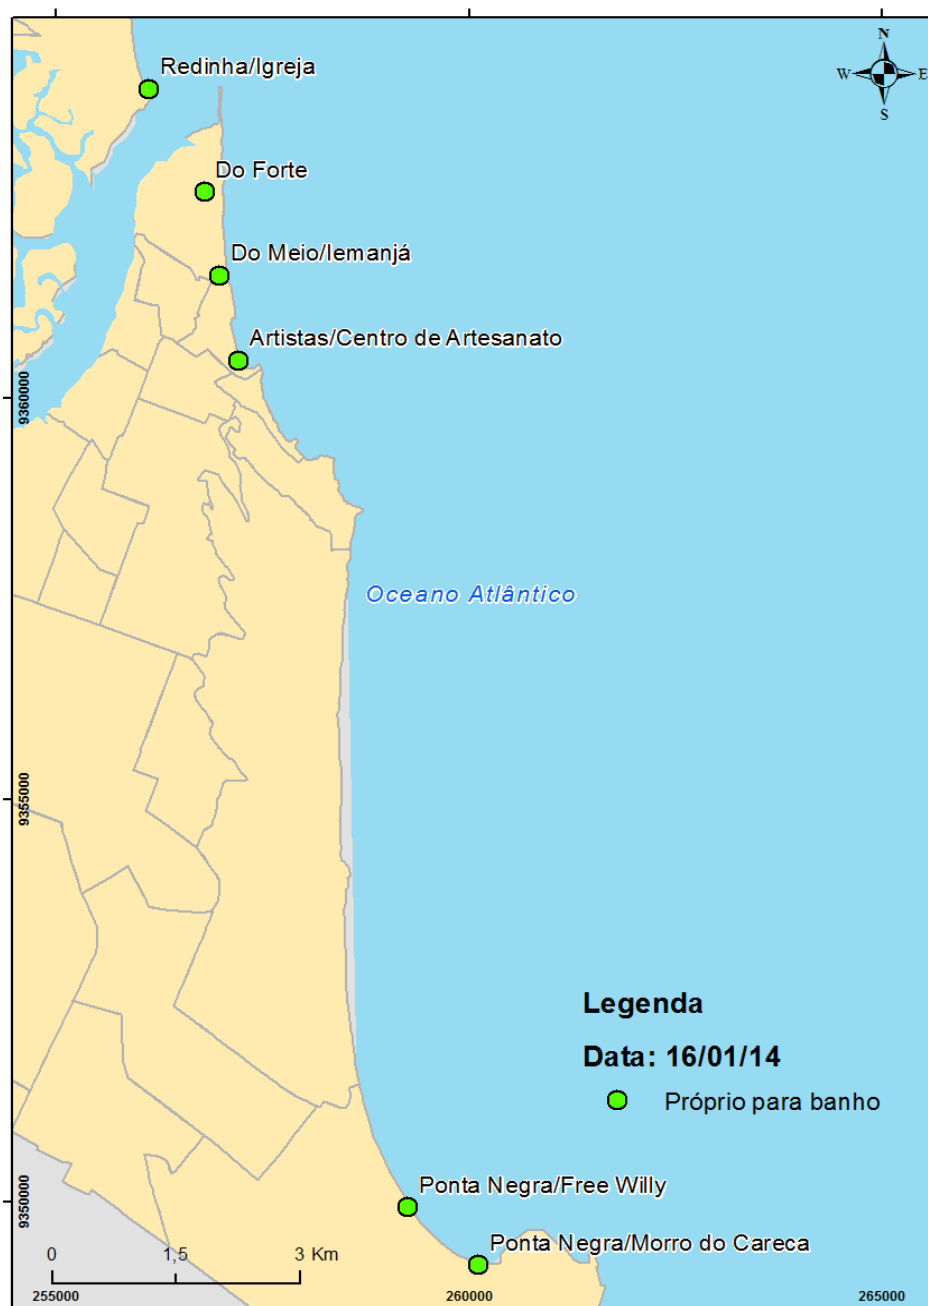 N
W
E
S
Redinha/Igreja
Do Forte
Do Meio/Iemanjá
Artistas/Centro de Artesanato
9360000
Oceano Atlântico
9355000
Legenda
Data: 16/01/14
Próprio para banho
Ponta Negra/Free Willy
9350000
Ponta Negra/Morro do Careca
0 1,5 3 Km
255000 260000 265000